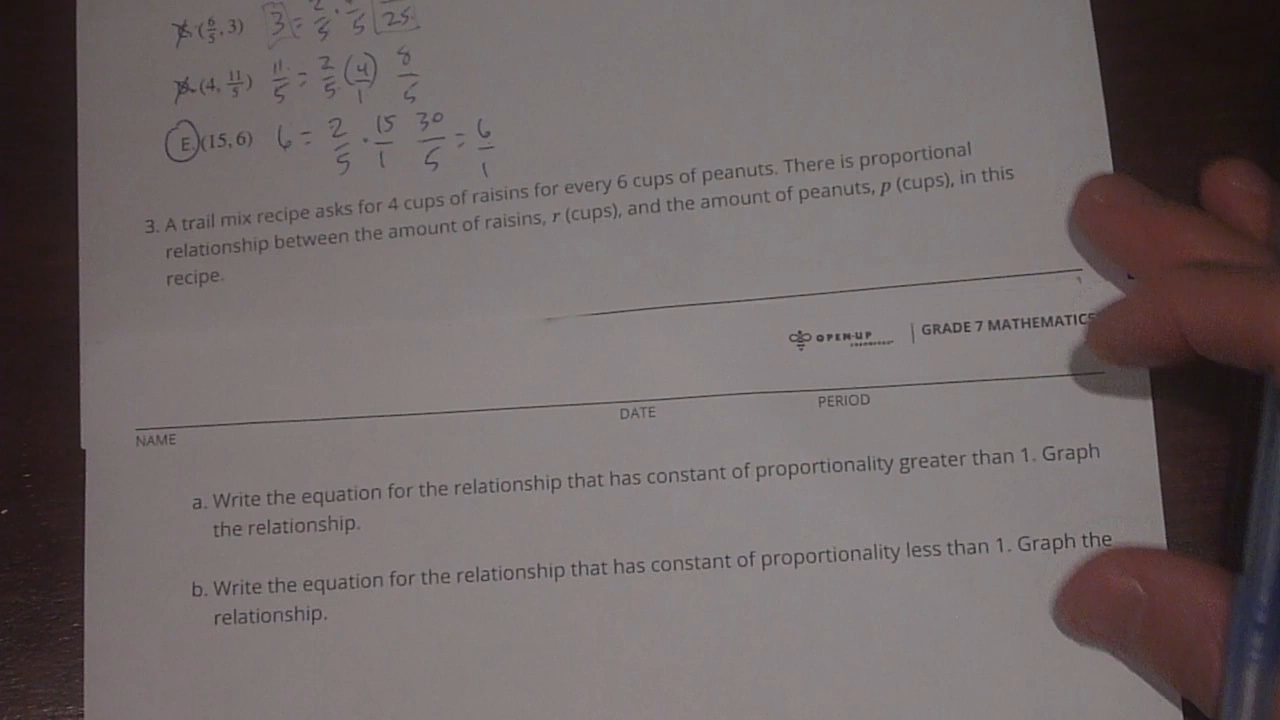 C. (6/5, 3) 3 = 2/5 · 5 25
(4, 11/5) 11/5 = 2/5 (4/1) 8/5
E. (15, 6) 6 = 2/5 · 15/1 30/5 = 6/1
3. A trail mix recipe asks for 4 cups of raisins for every 6 cups of peanuts. There is proportional
relationship between the amount of raisins, r (cups), and the amount of peanuts, p (cups), in this
recipe.
1
OPEN-UP | GRADE 7 MATHEMATICS
NAME DATE PERIOD
a. Write the equation for the relationship that has constant of proportionality greater than 1. Graph
the relationship.
b. Write the equation for the relationship that has constant of proportionality less than 1. Graph the
relationship.